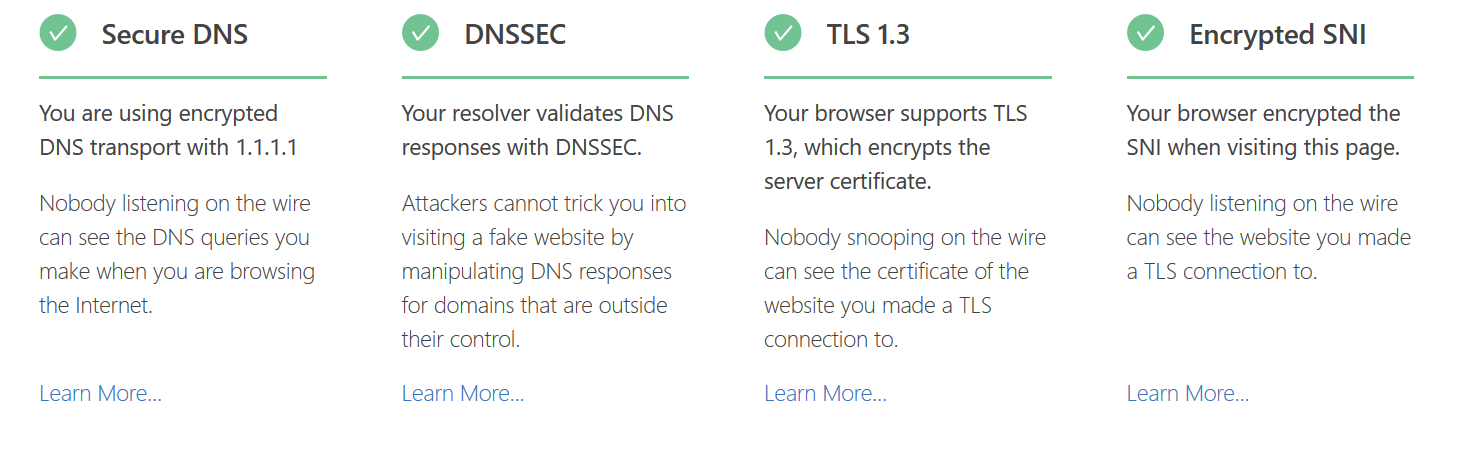 Secure DNS
You are using encrypted
DNS transport with 1.1.1.1
Nobody listening on the wire
can see the DNS queries you
make when you are browsing
the Internet.
Learn More...
DNSSEC
Your resolver validates DNS
responses with DNSSEC.
Attackers cannot trick you into
visiting a fake website by
manipulating DNS responses
for domains that are outside
their control.
Learn More...
TLS 1.3
Your browser supports TLS
1.3, which encrypts the
server certificate.
Nobody snooping on the wire
can see the certificate of the
website you made a TLS
connection to.
Learn More...
Encrypted SNI
Your browser encrypted the
SNI when visiting this page.
Nobody listening on the wire
can see the website you made
a TLS connection to.
Learn More...